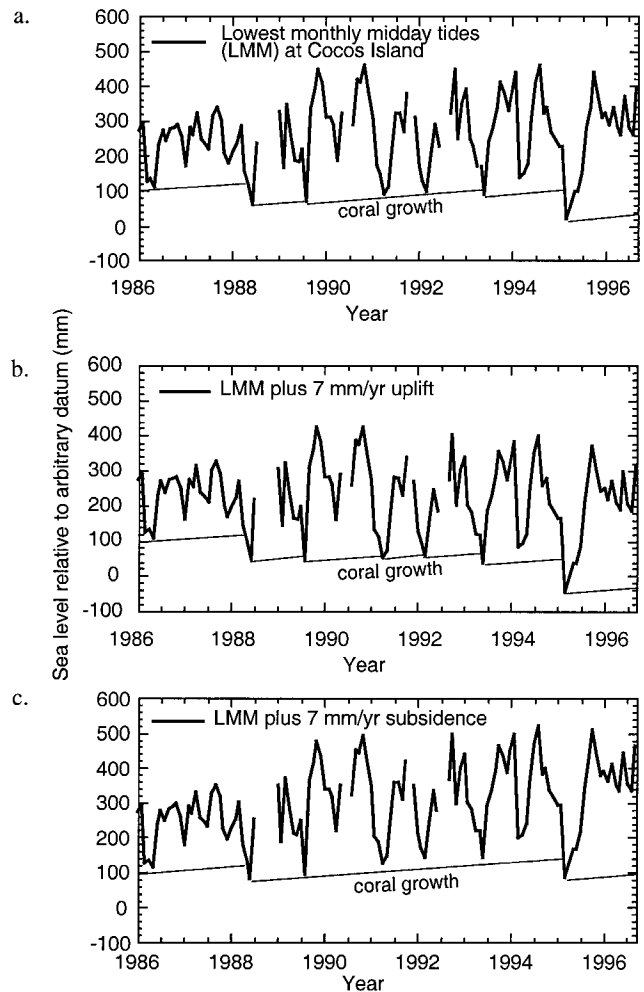 a.
600
500
400
300
200
100
0
-100
Lowest monthly midday tides
(LMM) at Cocos Island
coral growth
1986 1988 1990 1992 1994 1996
Year
Sea level relative to arbitrary datum (mm)
b.
600
500
400
300
200
100
0
-100
LMM plus 7 mm/yr uplift
coral growth
1986 1988 1990 1992 1994 1996
Year
c.
600
500
400
300
200
100
0
-100
LMM plus 7 mm/yr subsidence
coral growth
1986 1988 1990 1992 1994 1996
Year